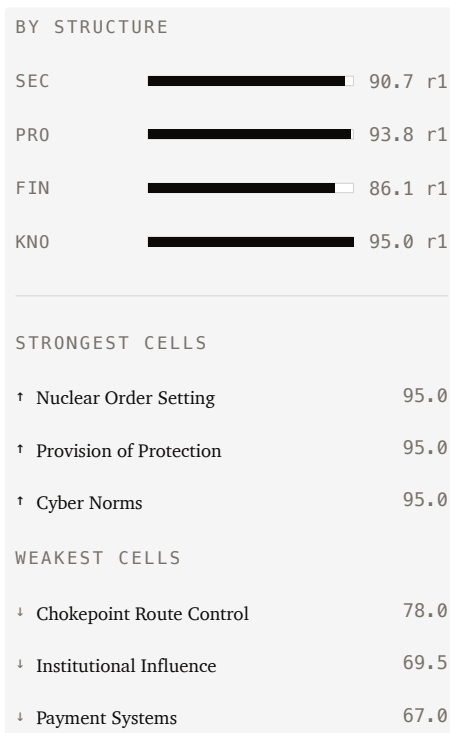 BY STRUCTURE
SEC 90.7 r1
PRO 93.8 r1
FIN 86.1 r1
KNO 95.0 r1
STRONGEST CELLS
↑ Nuclear Order Setting 95.0
↑ Provision of Protection 95.0
↑ Cyber Norms 95.0
WEAKEST CELLS
↓ Chokepoint Route Control 78.0
↓ Institutional Influence 69.5
↓ Payment Systems 67.0